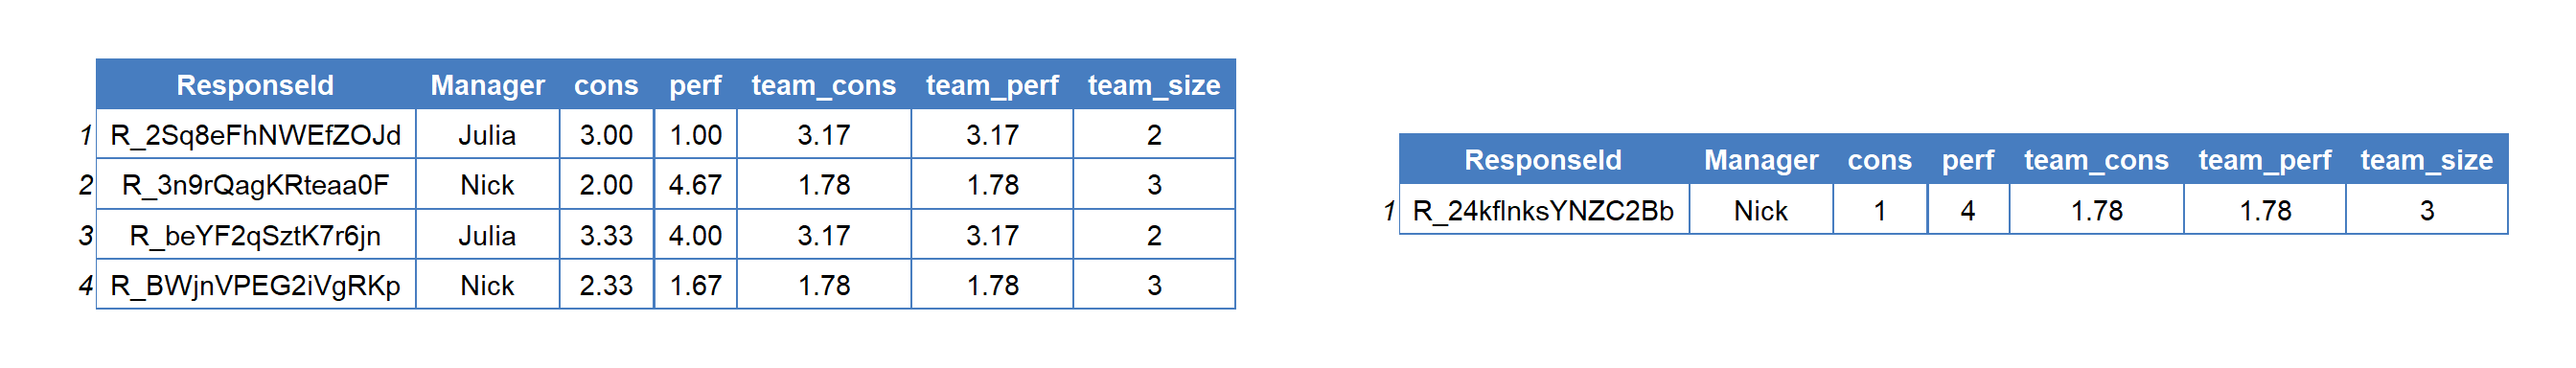 ResponseId Manager cons perf team_cons team_perf team_size
1 R_2Sq8eFhNWEfZOJd Julia 3.00 1.00 3.17 3.17 2
2 R_3n9rQagKRteaa0F Nick 2.00 4.67 1.78 1.78 3
3 R_beYF2qSztK7r6jn Julia 3.33 4.00 3.17 3.17 2
4 R_BWjnVPEG2iVgRKp Nick 2.33 1.67 1.78 1.78 3
ResponseId Manager cons perf team_cons team_perf team_size
1 R_24kflnksYNZC2Bb Nick 1 4 1.78 1.78 3